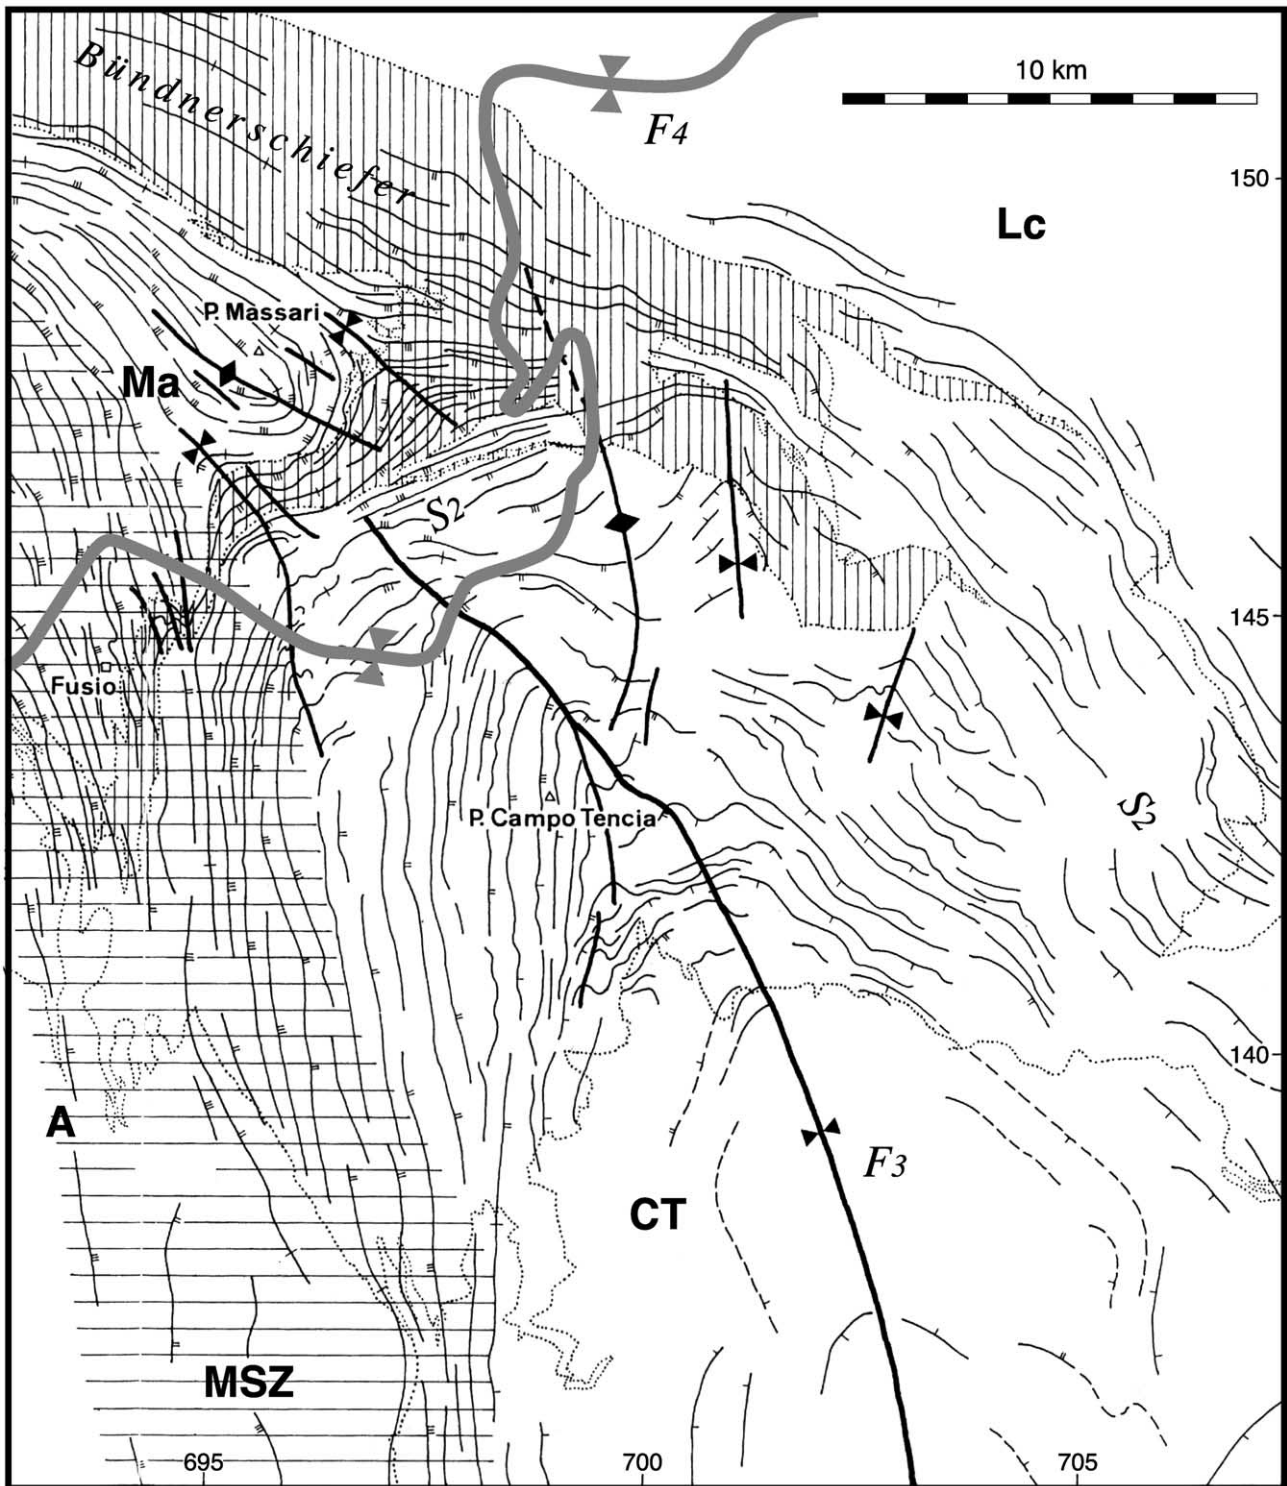 10 km
Bündnerschiefer
F4
150
Lc
P. Massari
Ma
S2
145
Fusio
P. Campo Tencia
S2
140
A
F3
CT
MSZ
695
700
705